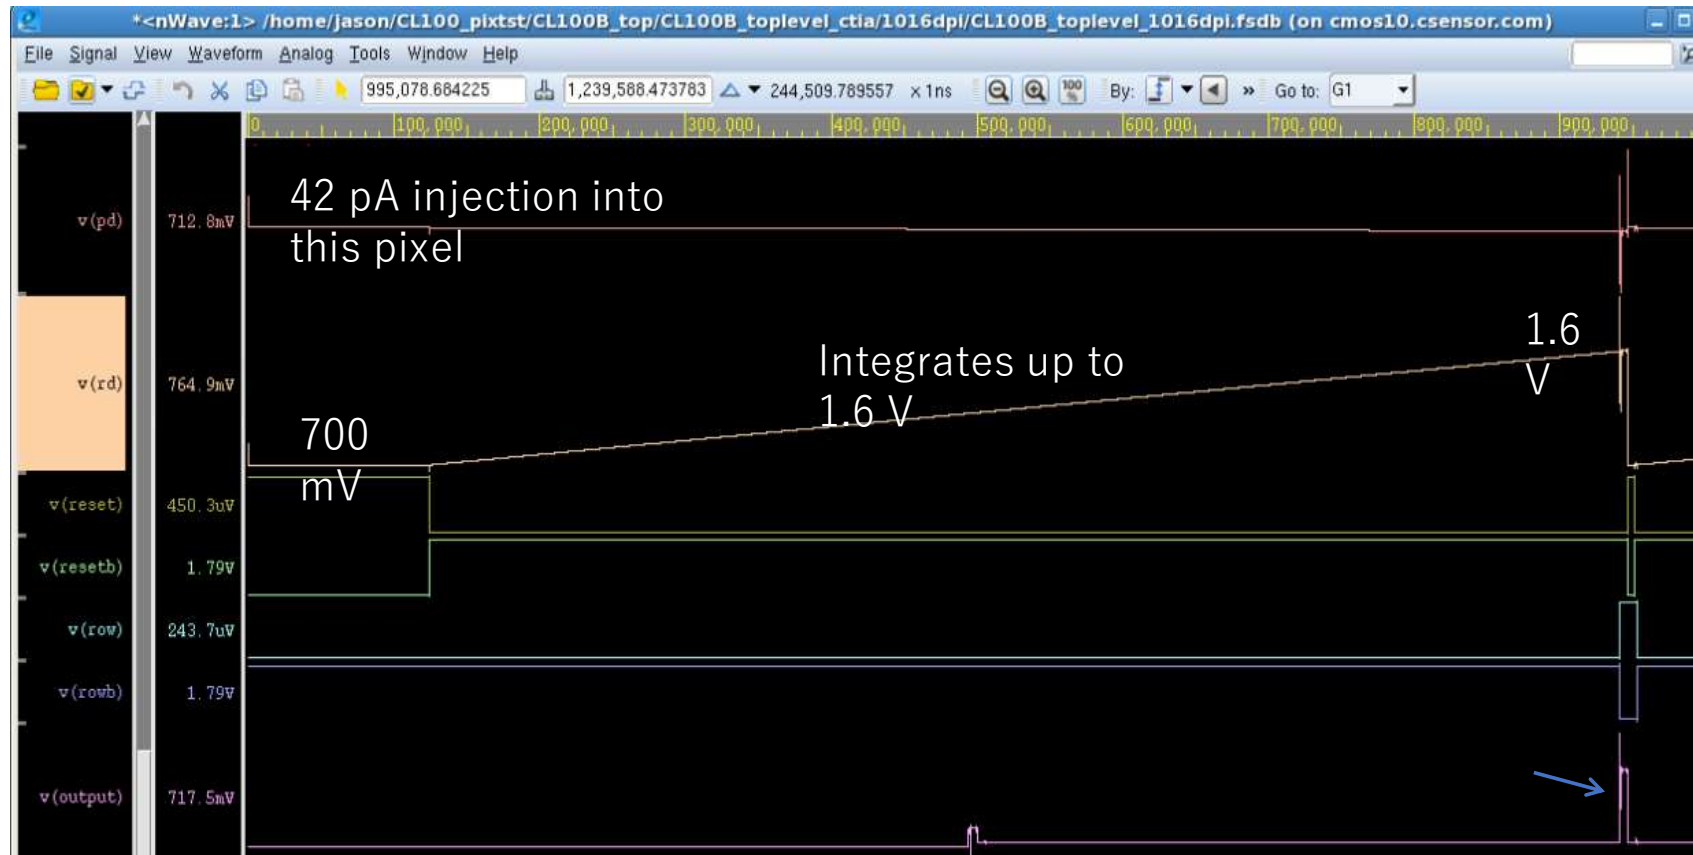 *<nWave:1> /home/jason/CL100_pixtst/CL100B_top/CL100B_toplevel_ctia/1016dpi/CL100B_toplevel_1016dpi.fsdb (on cmos10.csensor.com)
File Signal View Waveform Analog Tools Window Help
995,078.684225 1,239,588.473783 244,509.789557 x 1ns 100 % By: » Go to: G1
0 100,000 200,000 300,000 400,000 500,000 600,000 700,000 800,000 900,000
42 pA injection into
this pixel
v(pd) 712.8mV
Integrates up to
1.6 V
1.6
V
v(rd) 764.9mV
700
mV
v(reset) 450.3uV
v(resetb) 1.79V
v(row) 243.7uV
v(rowb) 1.79V
v(output) 717.5mV